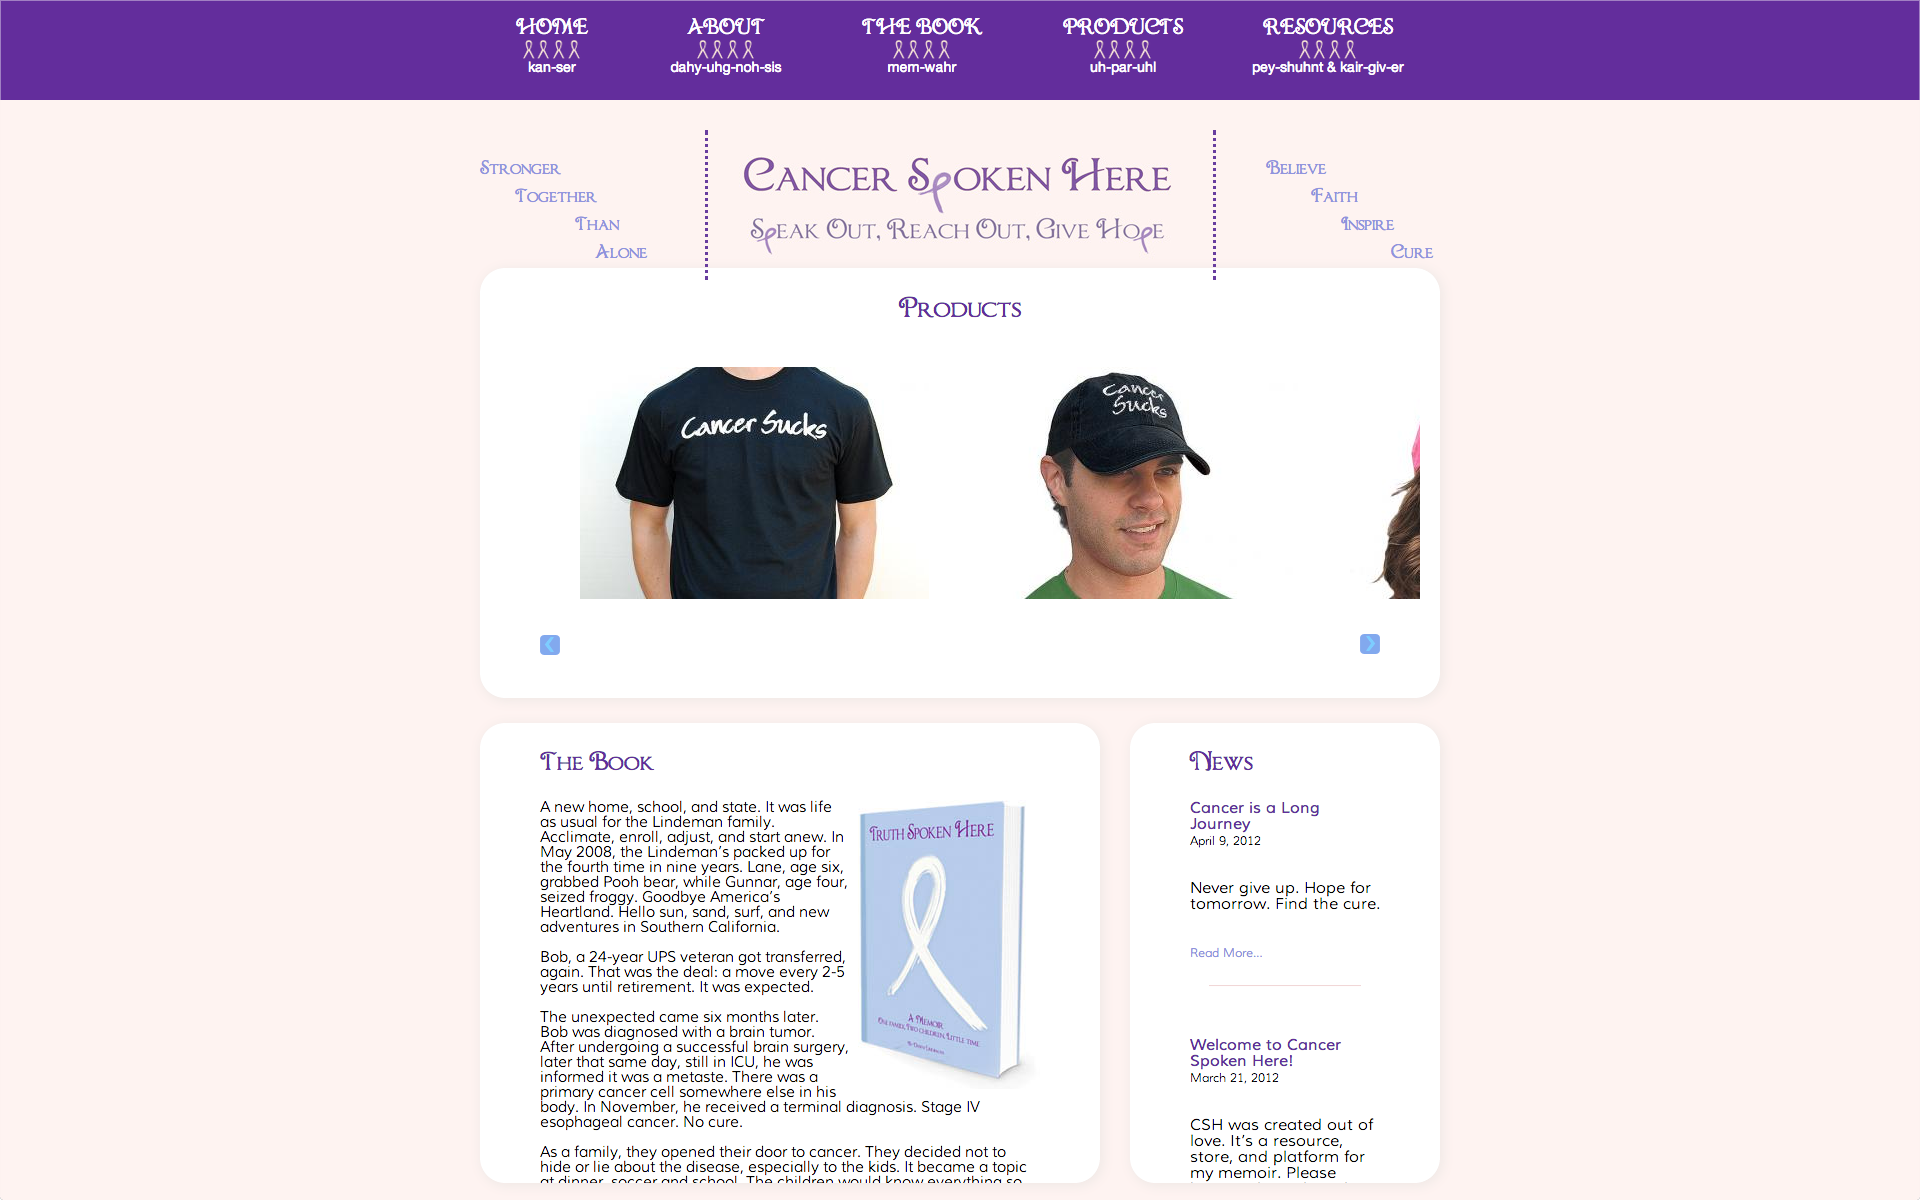 HOME
kan-ser
ABOUT
dahy-uhg-noh-sis
THE BOOK
mem-wahr
PRODUCTS
uh-par-uhl
RESOURCES
pey-shuhnt & kair-giv-er
Stronger
Together
Than
Alone
Cancer Spoken Here
Speak Out, Reach Out, Give Hope
Believe
Faith
Inspire
Cure
Products
Cancer Sucks
Cancer
Sucks
The Book
A new home, school, and state. It was life
as usual for the Lindeman family.
Acclimate, enroll, adjust, and start anew. In
May 2008, the Lindeman's packed up for
the fourth time in nine years. Lane, age six,
grabbed Pooh bear, while Gunnar, age four,
seized froggy. Goodbye America's
Heartland. Hello sun, sand, surf, and new
adventures in Southern California.
Bob, a 24-year UPS veteran got transferred,
again. That was the deal: a move every 2-5
years until retirement. It was expected.
The unexpected came six months later.
Bob was diagnosed with a brain tumor.
After undergoing a successful brain surgery,
later that same day, still in ICU, he was
informed it was a metaste. There was a
primary cancer cell somewhere else in his
body. In November, he received a terminal diagnosis. Stage IV
esophageal cancer. No cure.
As a family, they opened their door to cancer. They decided not to
hide or lie about the disease, especially to the kids. It became a topic
at dinner, soccer and school. The children would know everything so
Truth Spoken Here
A Memoir
One family, Two children, Little time
News
Cancer is a Long
Journey
April 9, 2012
Never give up. Hope for
tomorrow. Find the cure.
Read More...
Welcome to Cancer
Spoken Here!
March 21, 2012
CSH was created out of
love. It's a resource,
store, and platform for
my memoir. Please